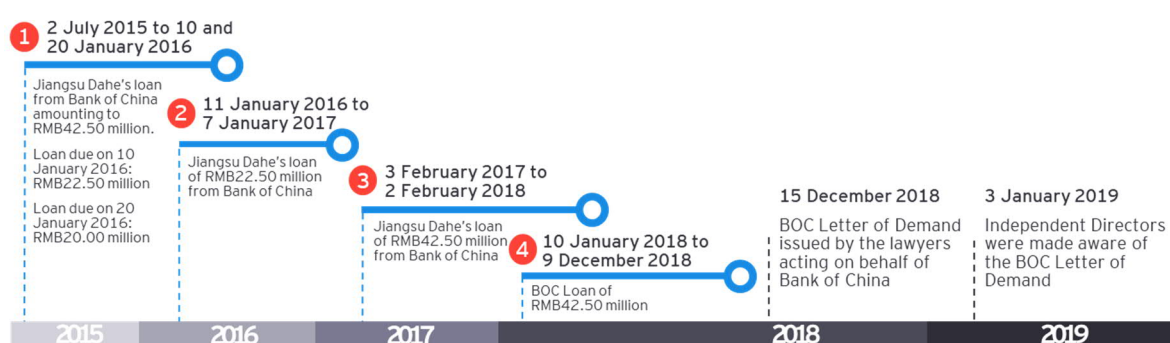 1
2 July 2015 to 10 and
20 January 2016
Jiangsu Dahe's loan
from Bank of China
amounting to
RMB42.50 million.
Loan due on 10
January 2016:
RMB22.50 million
Loan due on 20
January 2016:
RMB20.00 million
2
11 January 2016 to
7 January 2017
Jiangsu Dahe's loan
of RMB22.50 million
from Bank of China
3
3 February 2017 to
2 February 2018
Jiangsu Dahe's loan
of RMB42.50 million
from Bank of China
4
10 January 2018 to
9 December 2018
BOC Loan of
RMB42.50 million
15 December 2018
BOC Letter of Demand
issued by the lawyers
acting on behalf of
Bank of China
3 January 2019
Independent Directors
were made aware of
the BOC Letter of
Demand
2015
2016
2017
2018
2019